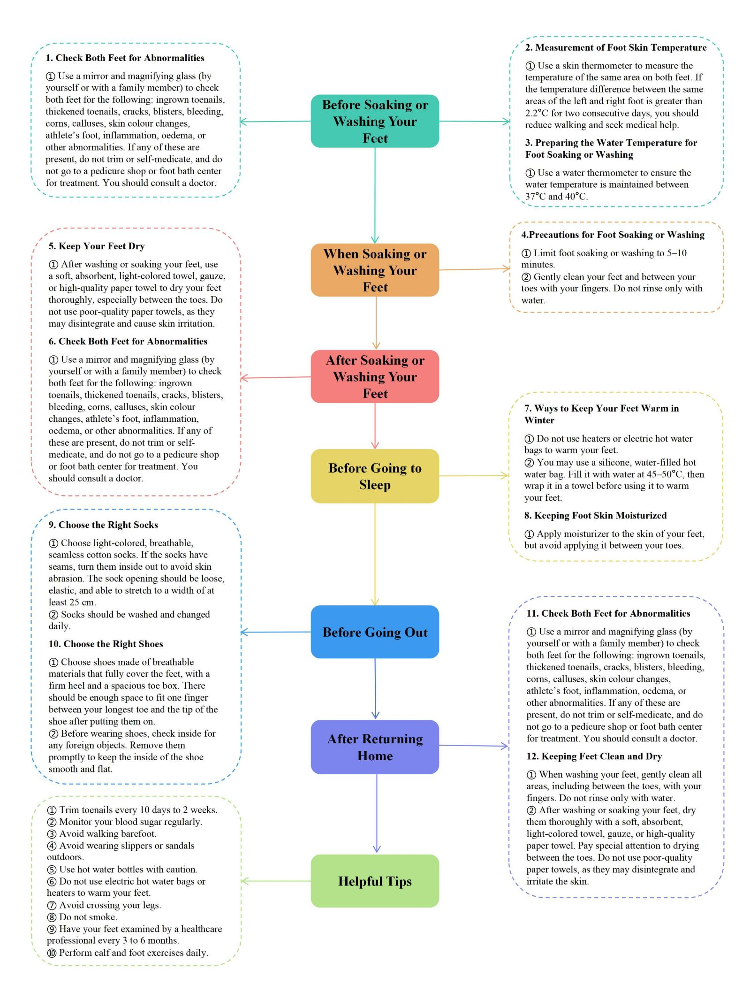 1. Check Both Feet for Abnormalities
① Use a mirror and magnifying glass (by
yourself or with a family member) to check
both feet for the following: ingrown toenails,
thickened toenails, cracks, blisters, bleeding,
corns, calluses, skin colour changes,
athlete’s foot, inflammation, oedema, or
other abnormalities. If any of these are
present, do not trim or self-medicate, and do
not go to a pedicure shop or foot bath center
for treatment. You should consult a doctor.
Before Soaking or
Washing Your
Feet
2. Measurement of Foot Skin Temperature
① Use a skin thermometer to measure the
temperature of the same area on both feet. If
the temperature difference between the same
areas of the left and right foot is greater than
2.2°C for two consecutive days, you should
reduce walking and seek medical help.
3. Preparing the Water Temperature for
Foot Soaking or Washing
① Use a water thermometer to ensure the
water temperature is maintained between
37°C and 40°C.
When Soaking or
Washing Your
Feet
4.Precautions for Foot Soaking or Washing
① Limit foot soaking or washing to 5–10
minutes.
② Gently clean your feet and between your
toes with your fingers. Do not rinse only with
water.
After Soaking or
Washing Your
Feet
5. Keep Your Feet Dry
① After washing or soaking your feet, use
a soft, absorbent, light-colored towel, gauze,
or high-quality paper towel to dry your feet
thoroughly, especially between the toes. Do
not use poor-quality paper towels, as they
may disintegrate and cause skin irritation.
6. Check Both Feet for Abnormalities
① Use a mirror and magnifying glass (by
yourself or with a family member) to check
both feet for the following: ingrown
toenails, thickened toenails, cracks, blisters,
bleeding, corns, calluses, skin colour
changes, athlete’s foot, inflammation,
oedema, or other abnormalities. If any of
these are present, do not trim or self-
medicate, and do not go to a pedicure shop
or foot bath center for treatment. You
should consult a doctor.
Before Going to
Sleep
7. Ways to Keep Your Feet Warm in
Winter
① Do not use heaters or electric hot water
bags to warm your feet.
② You may use a silicone, water-filled hot
water bag. Fill it with water at 45–50°C, then
wrap it in a towel before using it to warm
your feet.
8. Keeping Foot Skin Moisturized
① Apply moisturizer to the skin of your feet,
but avoid applying it between your toes.
Before Going Out
9. Choose the Right Socks
① Choose light-colored, breathable,
seamless cotton socks. If the socks have
seams, turn them inside out to avoid skin
abrasion. The sock opening should be loose,
elastic, and able to stretch to a width of at
least 25 cm.
② Socks should be washed and changed
daily.
10. Choose the Right Shoes
① Choose shoes made of breathable
materials that fully cover the feet, with a
firm heel and a spacious toe box. There
should be enough space to fit one finger
between your longest toe and the tip of the
shoe after putting them on.
② Before wearing shoes, check inside for
any foreign objects. Remove them
promptly to keep the inside of the shoe
smooth and flat.
After Returning
Home
11. Check Both Feet for Abnormalities
① Use a mirror and magnifying glass (by
yourself or with a family member) to check
both feet for the following: ingrown toenails,
thickened toenails, cracks, blisters, bleeding,
corns, calluses, skin colour changes,
athlete’s foot, inflammation, oedema, or
other abnormalities. If any of these are
present, do not trim or self-medicate, and do
not go to a pedicure shop or foot bath center
for treatment. You should consult a doctor.
12. Keeping Feet Clean and Dry
① When washing your feet, gently clean all
areas, including between the toes, with your
fingers. Do not rinse only with water.
② After washing or soaking your feet, dry
them thoroughly with a soft, absorbent,
light-colored towel, gauze, or high-quality
paper towel. Pay special attention to drying
between the toes. Do not use poor-quality
paper towels, as they may disintegrate and
irritate the skin.
Helpful Tips
① Trim toenails every 10 days to 2 weeks.
② Monitor your blood sugar regularly.
③ Avoid walking barefoot.
④ Avoid wearing slippers or sandals
outdoors.
⑤ Use hot water bottles with caution.
⑥ Do not use electric hot water bags or
heaters to warm your feet.
⑦ Avoid crossing your legs.
⑧ Do not smoke.
⑨ Have your feet examined by a healthcare
professional every 3 to 6 months.
⑩ Perform calf and foot exercises daily.